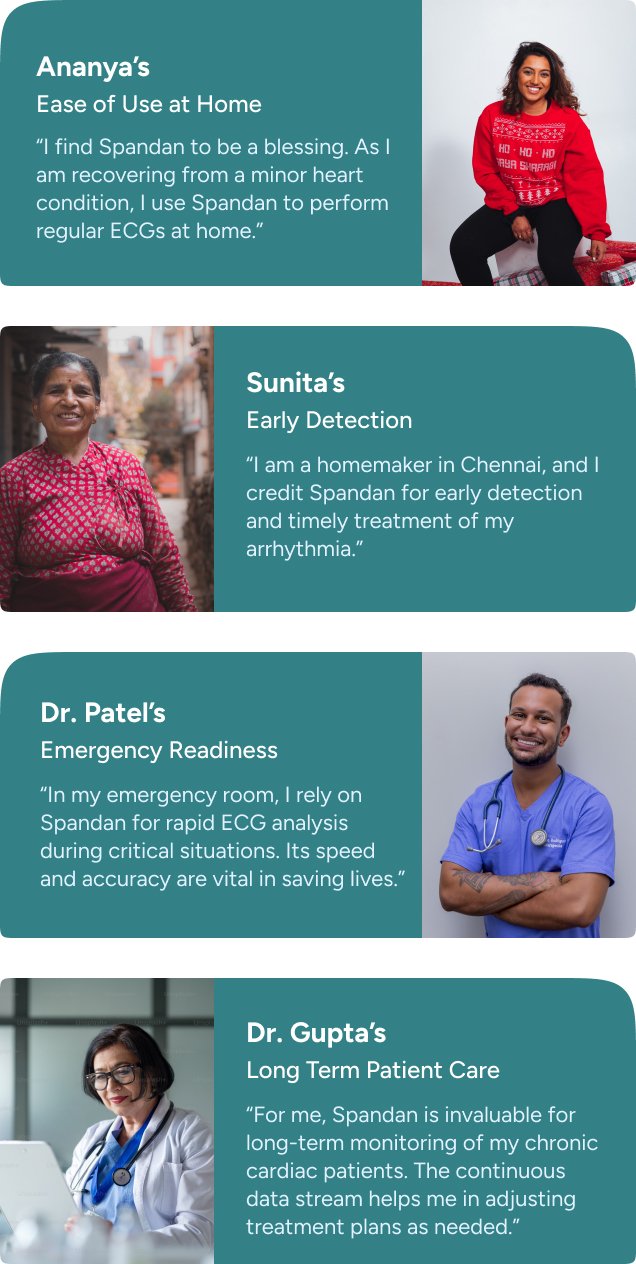 Ananya’s
Ease of Use at Home
“I find Spandan to be a blessing. As I
am recovering from a minor heart
condition, I use Spandan to perform
regular ECGs at home.”
HO · HO · HO
Sunita’s
Early Detection
“I am a homemaker in Chennai, and I
credit Spandan for early detection
and timely treatment of my
arrhythmia.”
Dr. Patel’s
Emergency Readiness
“In my emergency room, I rely on
Spandan for rapid ECG analysis
during critical situations. Its speed
and accuracy are vital in saving lives.”
Dr. Gupta’s
Long Term Patient Care
“For me, Spandan is invaluable for
long-term monitoring of my chronic
cardiac patients. The continuous
data stream helps me in adjusting
treatment plans as needed.”